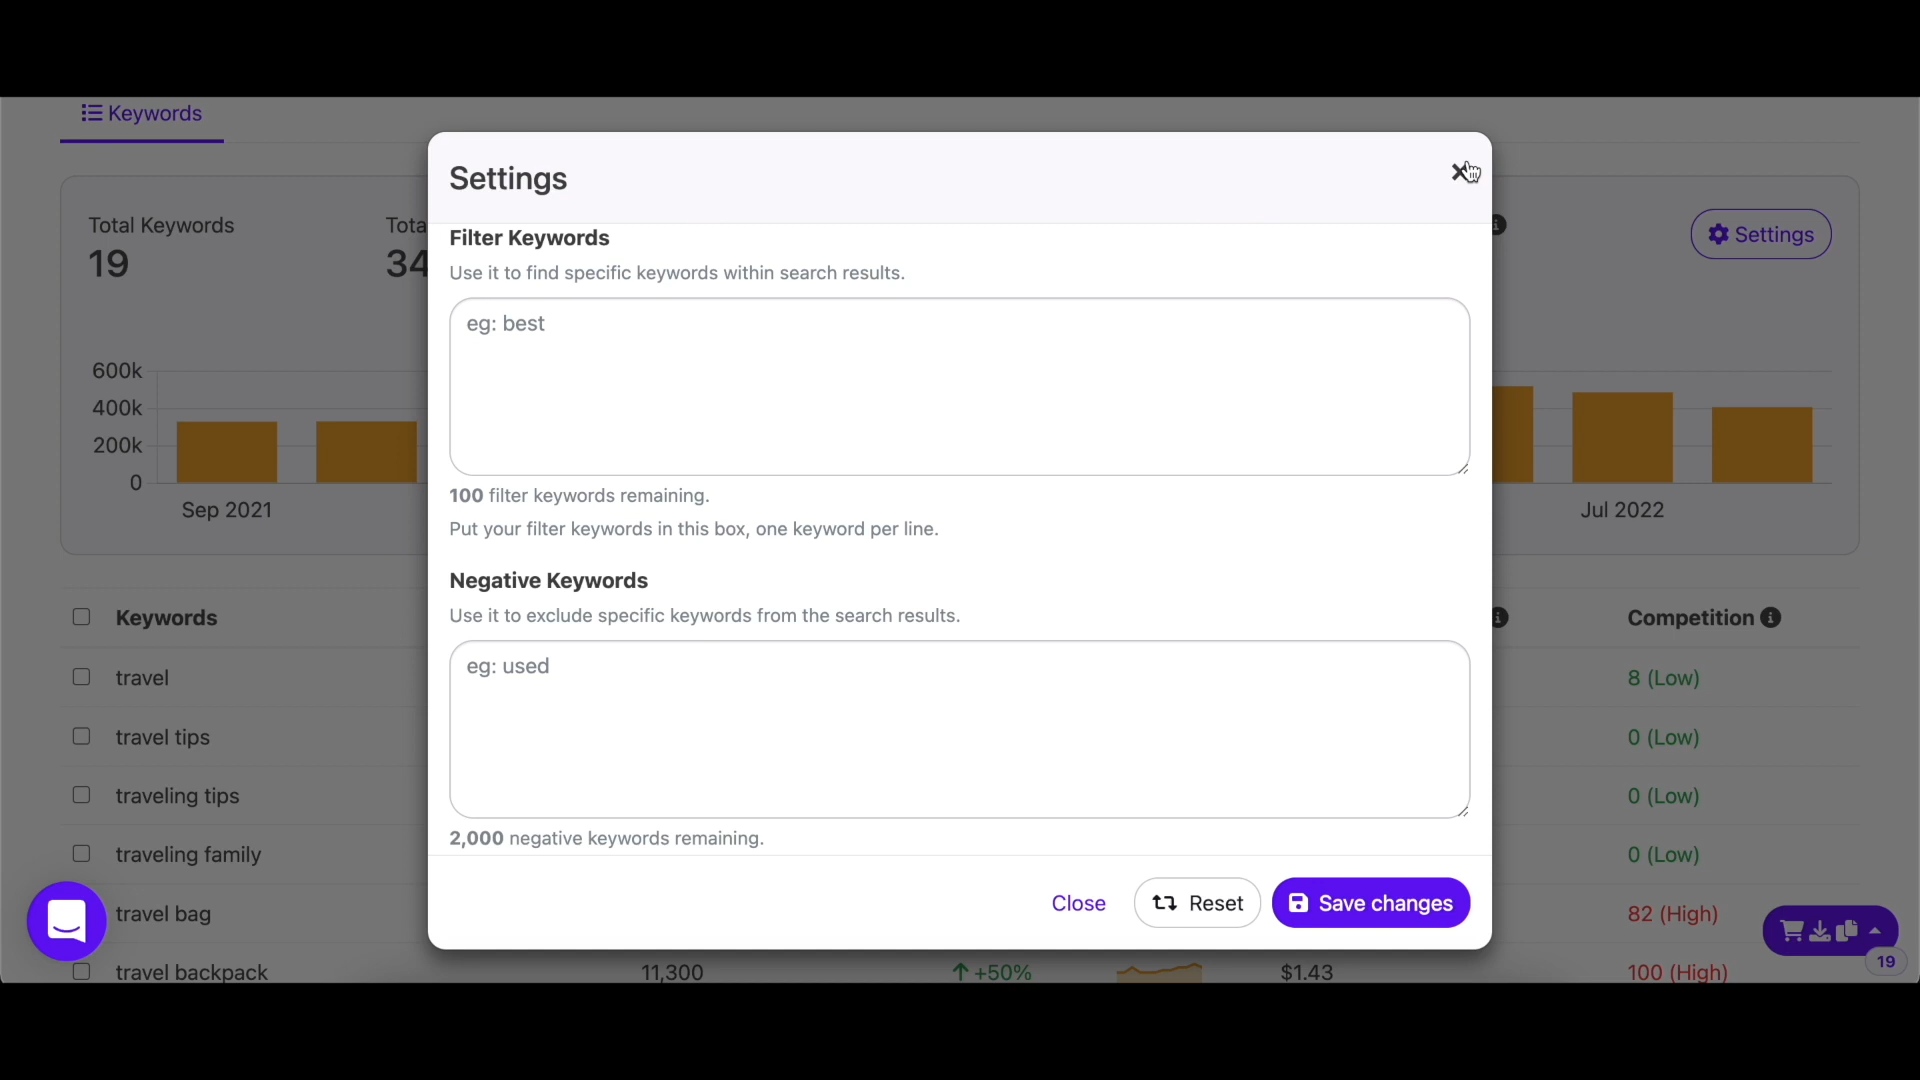 Keywords
Settings
Total Keywords
Tota
Settings
19
34
Filter Keywords
Use it to find specific keywords within search results.
eg: best
600k
400k
200k
0
Sep 2021
Jul 2022
100 filter keywords remaining.
Put your filter keywords in this box, one keyword per line.
Negative Keywords
Use it to exclude specific keywords from the search results.
eg: used
Keywords
Competition
travel
8 (Low)
travel tips
0 (Low)
traveling tips
0 (Low)
2,000 negative keywords remaining.
traveling family
0 (Low)
Close
Reset
Save changes
travel bag
82 (High)
19
travel backpack
11,300
+50%
$1.43
100 (High)